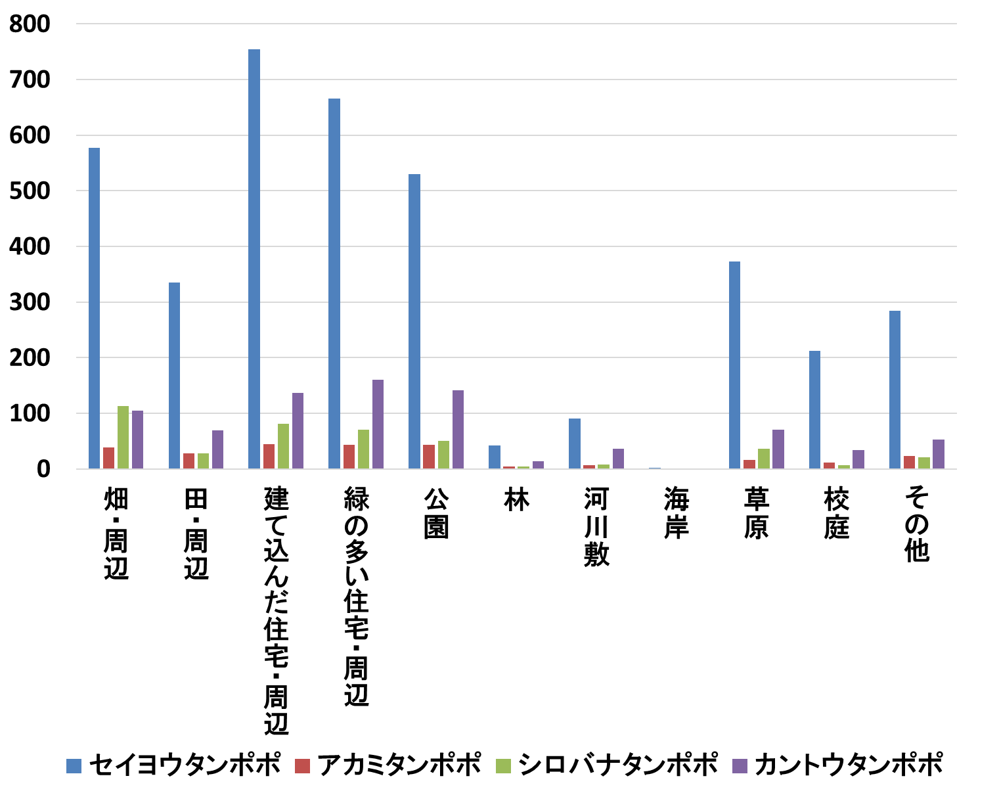 800
700
600
500
400
300
200
100
0
畑・周辺
田・周辺
建て込んだ住宅・周辺
緑の多い住宅・周辺
公園
林
河川敷
海岸
草原
校庭
その他
セイヨウタンポポ
アカミタンポポ
シロバナタンポポ
カントウタンポポ